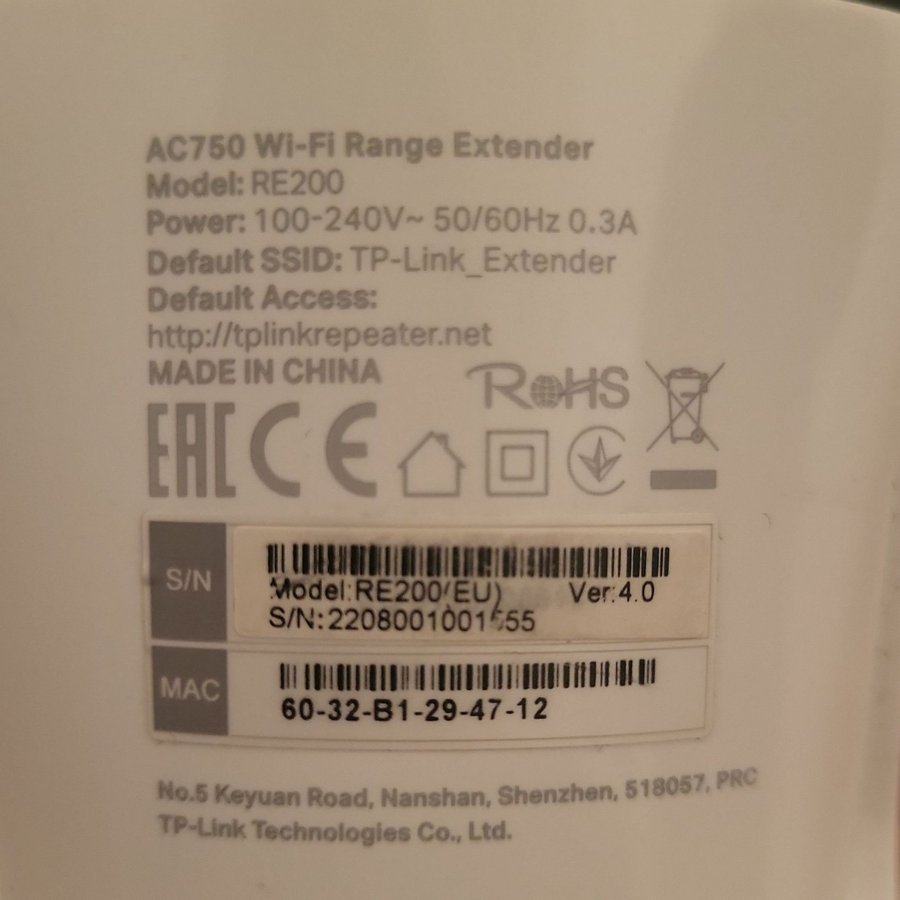 AC750 Wi-Fi Range Extender
Model: RE200
Power: 100-240V~ 50/60Hz 0.3A
Default SSID: TP-Link_Extender
Default Access:
http://tplinkrepeater.net
MADE IN CHINA
RoHS
EAC CE
S/N
Model:RE200(EU) Ver:4.0
S/N:
MAC
60-32-B1-29-47-12
No.5 Keyuan Road, Nanshan, Shenzhen, 518057, PRC
TP-Link Technologies Co., Ltd.